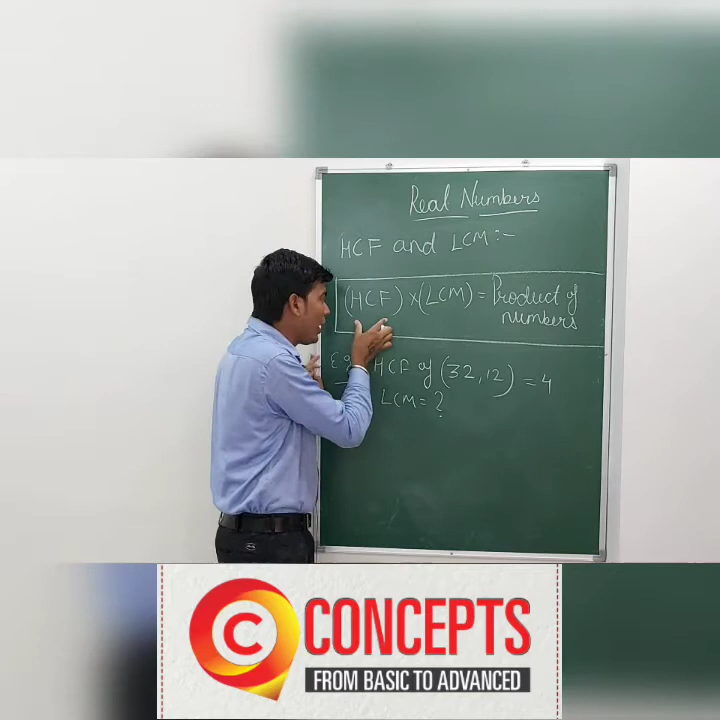 Real Numbers
HCF and LCM :-
(HCF) x (LCM) = Product of
numbers
Eg HCF of (32, 12) = 4
LCM = ?
C CONCEPTS
FROM BASIC TO ADVANCED